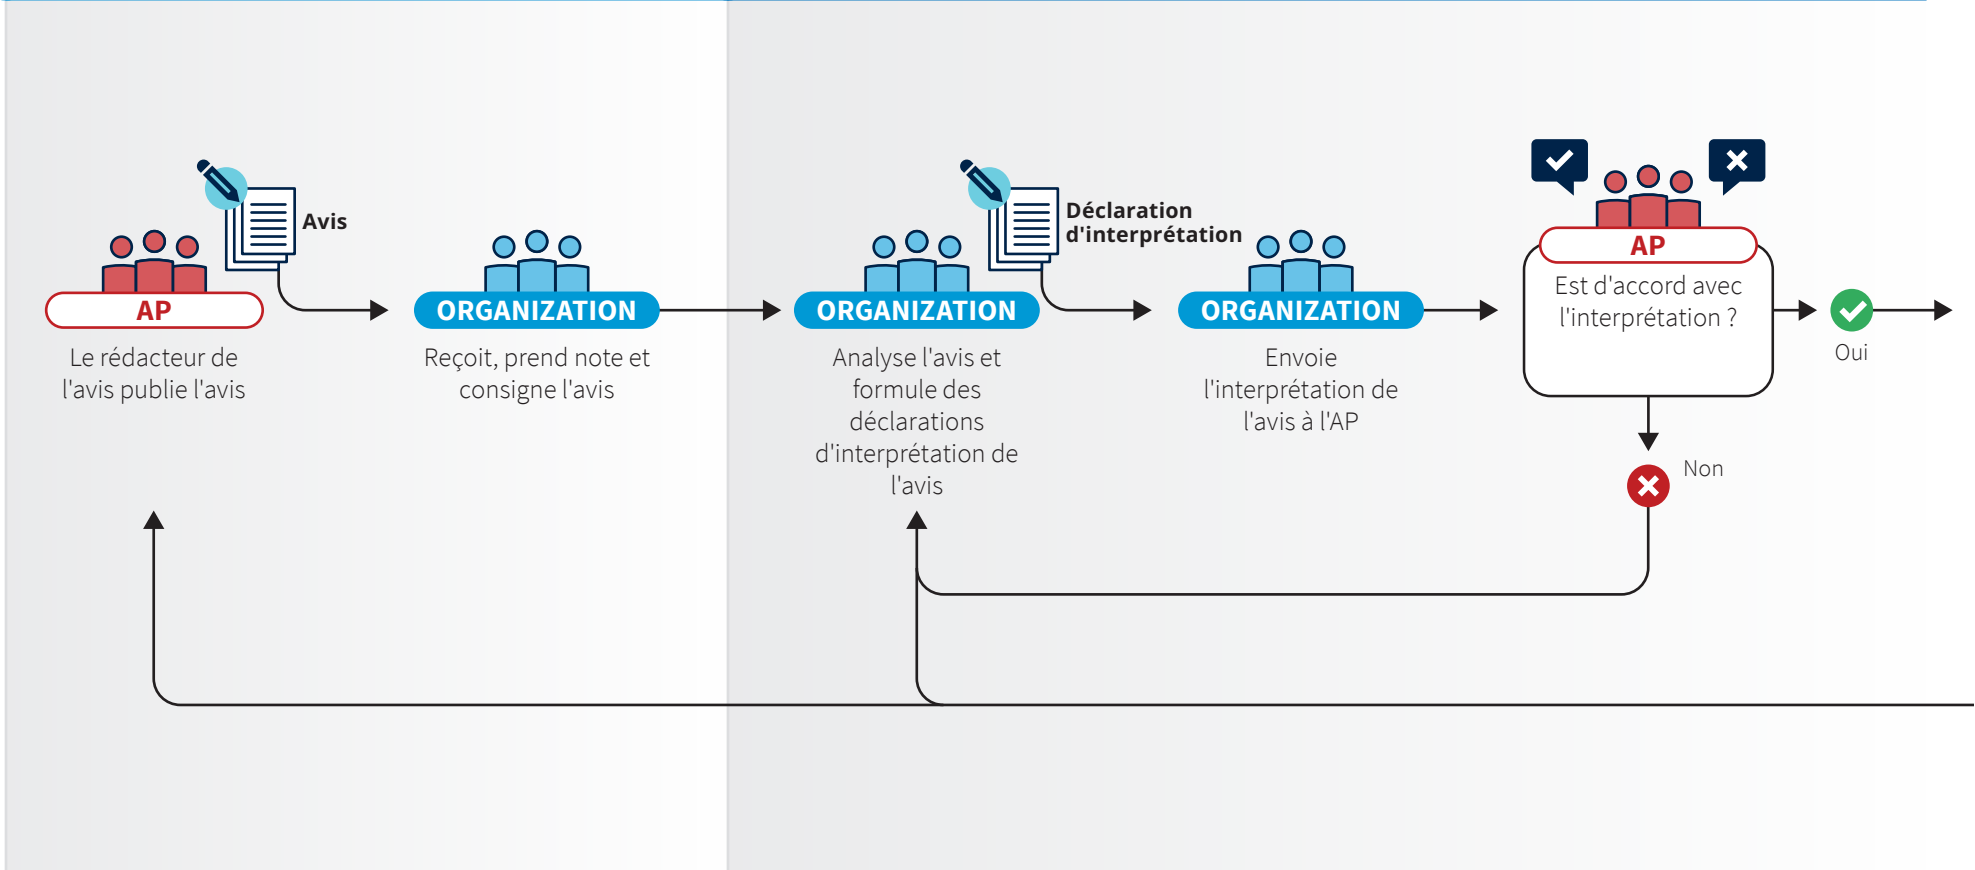 Avis
AP
Le rédacteur de
l'avis publie l'avis
ORGANIZATION
Reçoit, prend note et
consigne l'avis
ORGANIZATION
Analyse l'avis et
formule des
déclarations
d'interprétation de
l'avis
Déclaration
d'interprétation
ORGANIZATION
Envoie
l'interprétation de
l'avis à l'AP
AP
Est d'accord avec
l'interprétation ?
Oui
Non